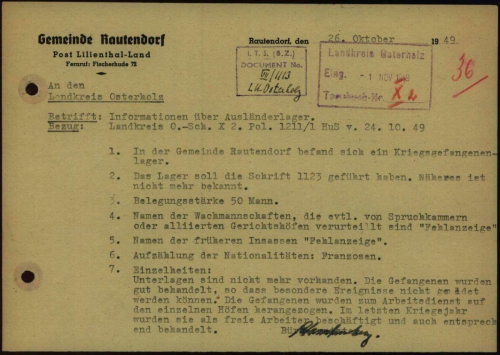 Gemeinde Rautendorf
Post Lilienthal-Land
Fernruf: Fischerhude 72
Rautendorf, den 26. Oktober 1949
I. T. S. (B.Z.)
DOCUMENT No.
Landkreis Osterholz
Eing. - 1 NOV 1949
Tagebuch-Nr. X 2
36
An den
Landkreis Osterholz
Betrifft: Informationen über Ausländerlager.
Bezug: Landkreis O.-Sch. X 2. Pol. 1211/1 HuS v. 24. 10. 49
1. In der Gemeinde Rautendorf befand sich ein Kriegsgefangenen-
lager.
2. Das Lager soll die Schrift 1123 geführt haben. Näheres ist
nicht mehr bekannt.
3. Belegungsstärke 50 Mann.
4. Namen der Wachmannschaften, die evtl. von Spruchkammern
oder alliierten Gerichtshöfen verurteilt sind "Fehlanzeige"
5. Namen der früheren Insassen "Fehlanzeige".
6. Aufzählung der Nationalitäten: Franzosen.
7. Einzelheiten:
Unterlagen sind nicht mehr vorhanden. Die Gefangenen wurden
gut behandelt, so dass besondere Ereignisse nicht gemeldet
werden können. Die Gefangenen wurden zum Arbeitsdienst auf
den einzelnen Höfen herangezogen. Im letzten Kriegsjahr
wurden sie als freie Arbeiter beschäftigt und auch entsprech
end behandelt. Bür